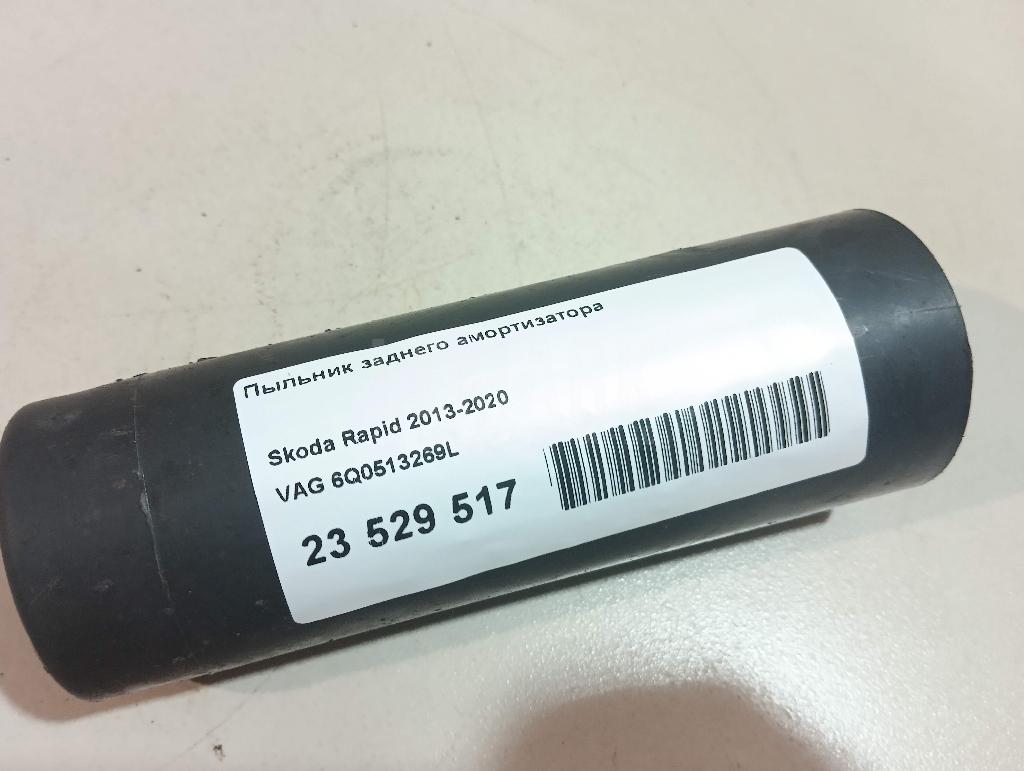 Пыльник заднего амортизатора
Skoda Rapid 2013-2020
VAG 6Q0513269L
23 529 517